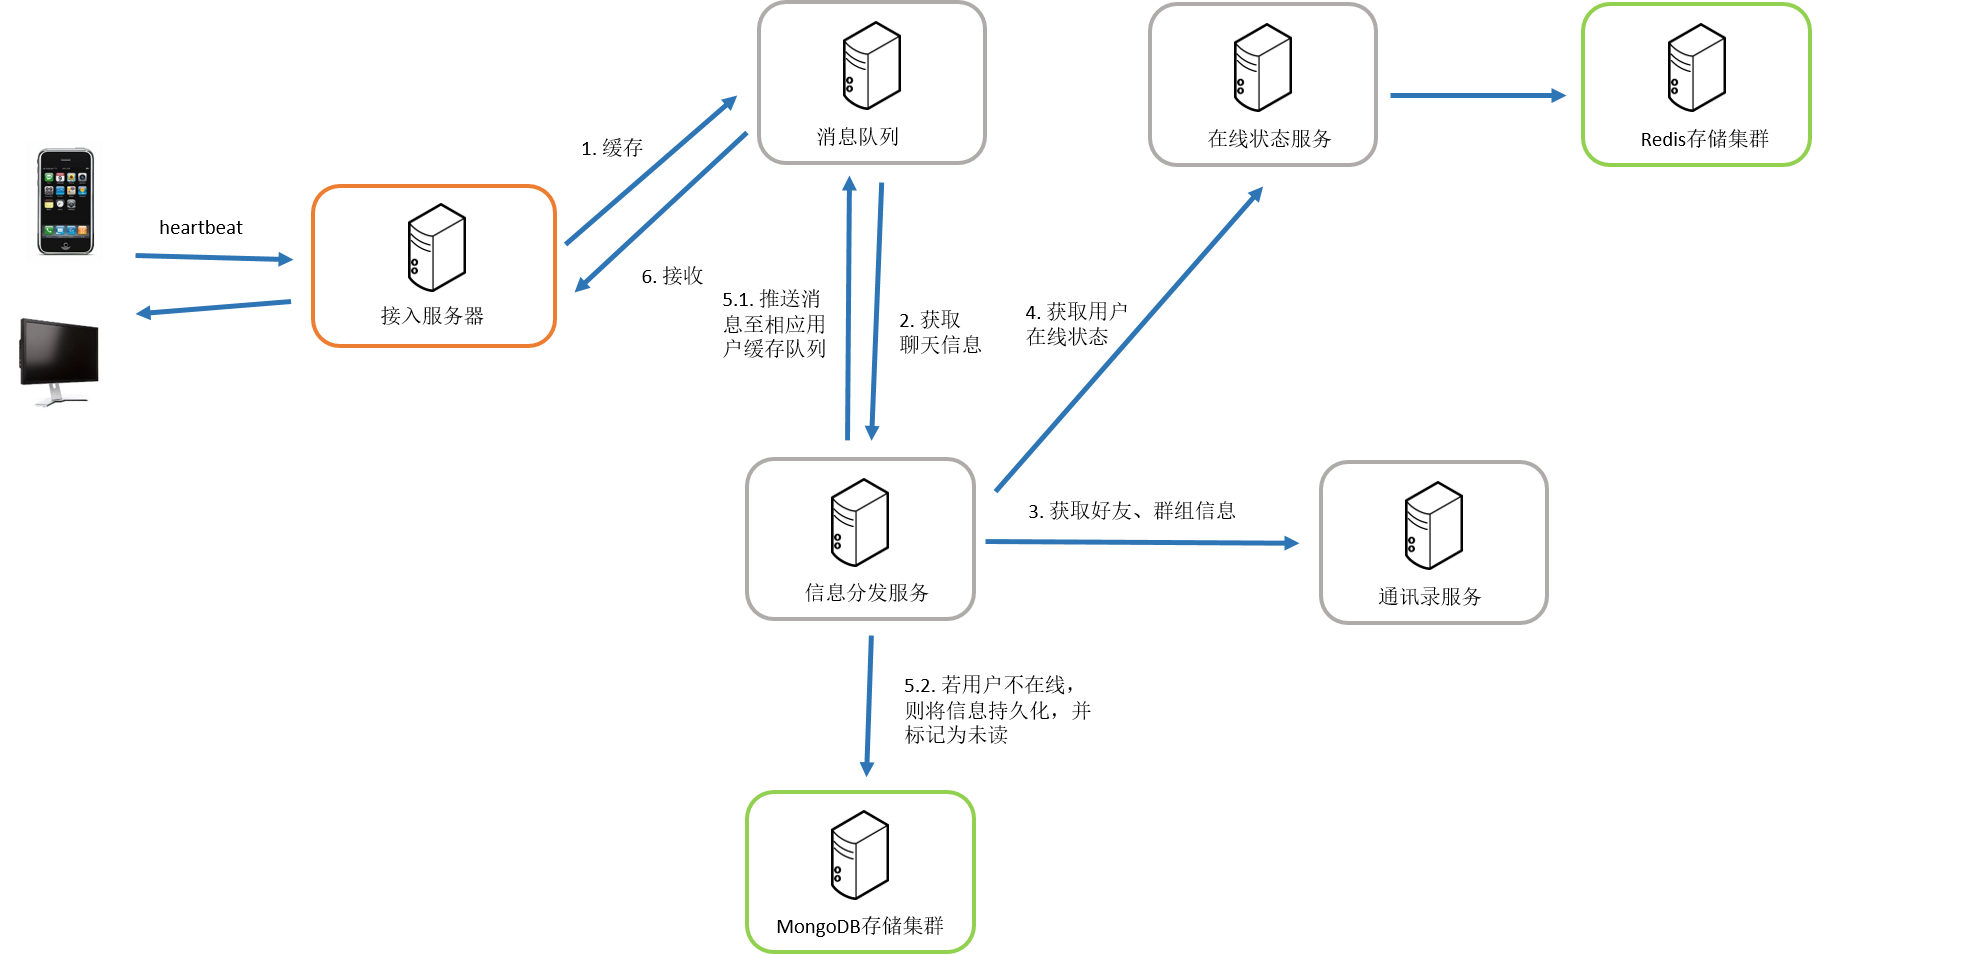 消息队列
在线状态服务
Redis存储集群
1. 缓存
heartbeat
6. 接收
接入服务器
5.1. 推送消
息至相应用
户缓存队列
2. 获取
聊天信息
4. 获取用户
在线状态
3. 获取好友、群组信息
信息分发服务
通讯录服务
5.2. 若用户不在线，
则将信息持久化，并
标记为未读
MongoDB存储集群